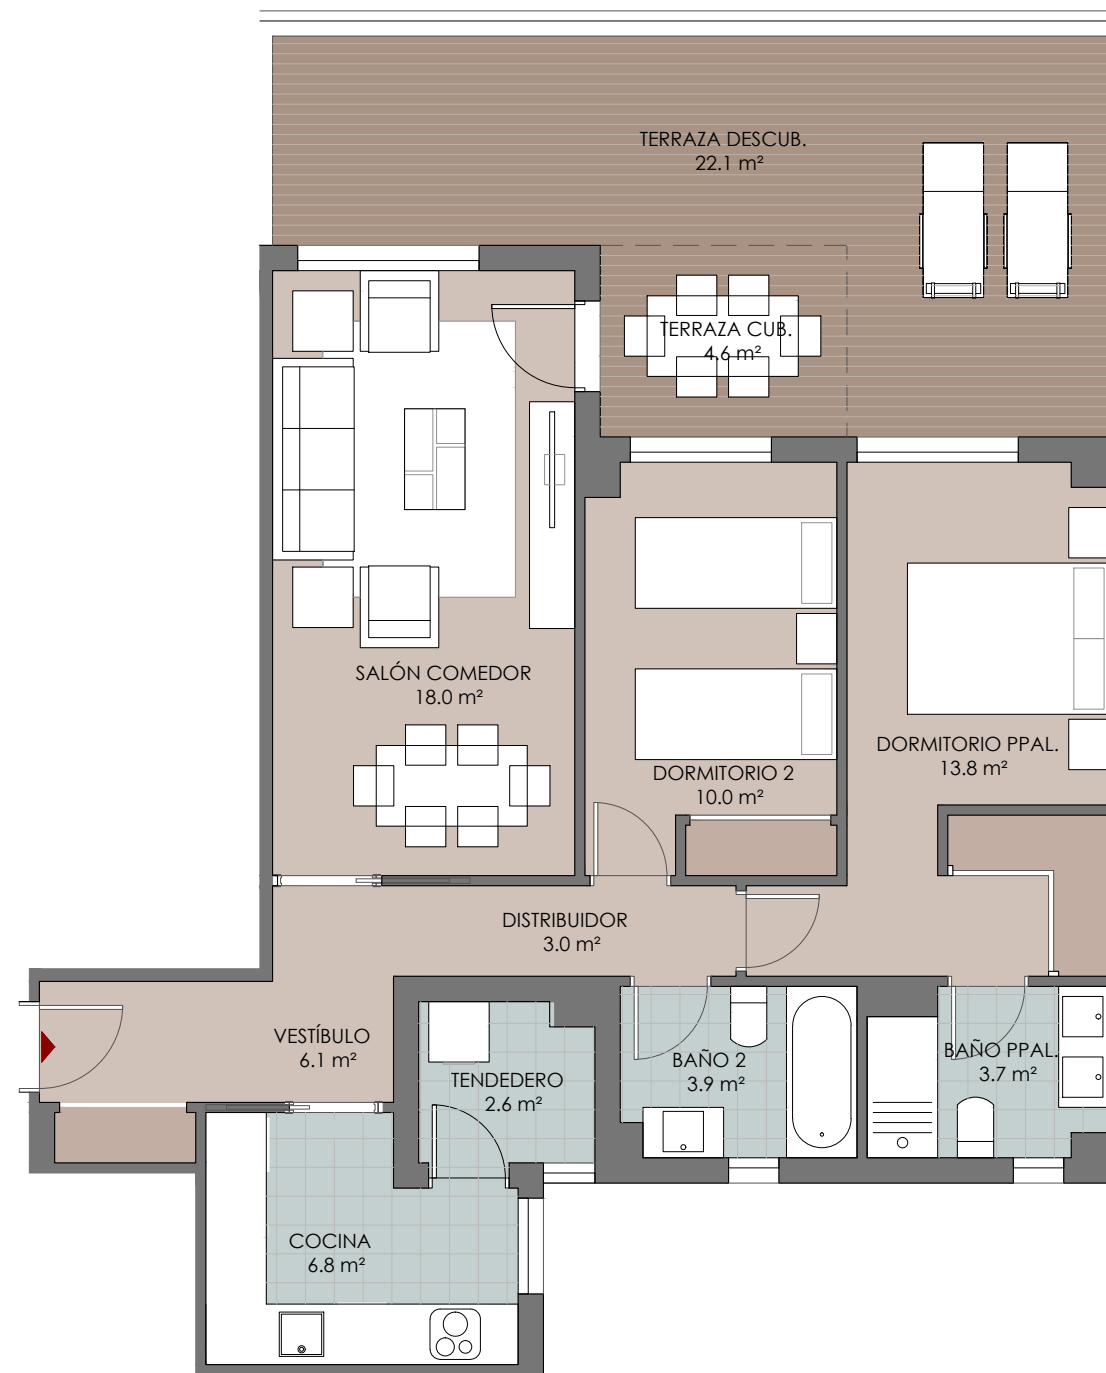 TERRAZA DESCUB.
22.1 m²
TERRAZA CUB.
4.6 m²
SALÓN COMEDOR
18.0 m²
DORMITORIO PPAL.
13.8 m²
DORMITORIO 2
10.0 m²
DISTRIBUIDOR
3.0 m²
VESTÍBULO
6.1 m²
BAÑO PPAL.
3.7 m²
BAÑO 2
3.9 m²
TENDEDERO
2.6 m²
COCINA
6.8 m²